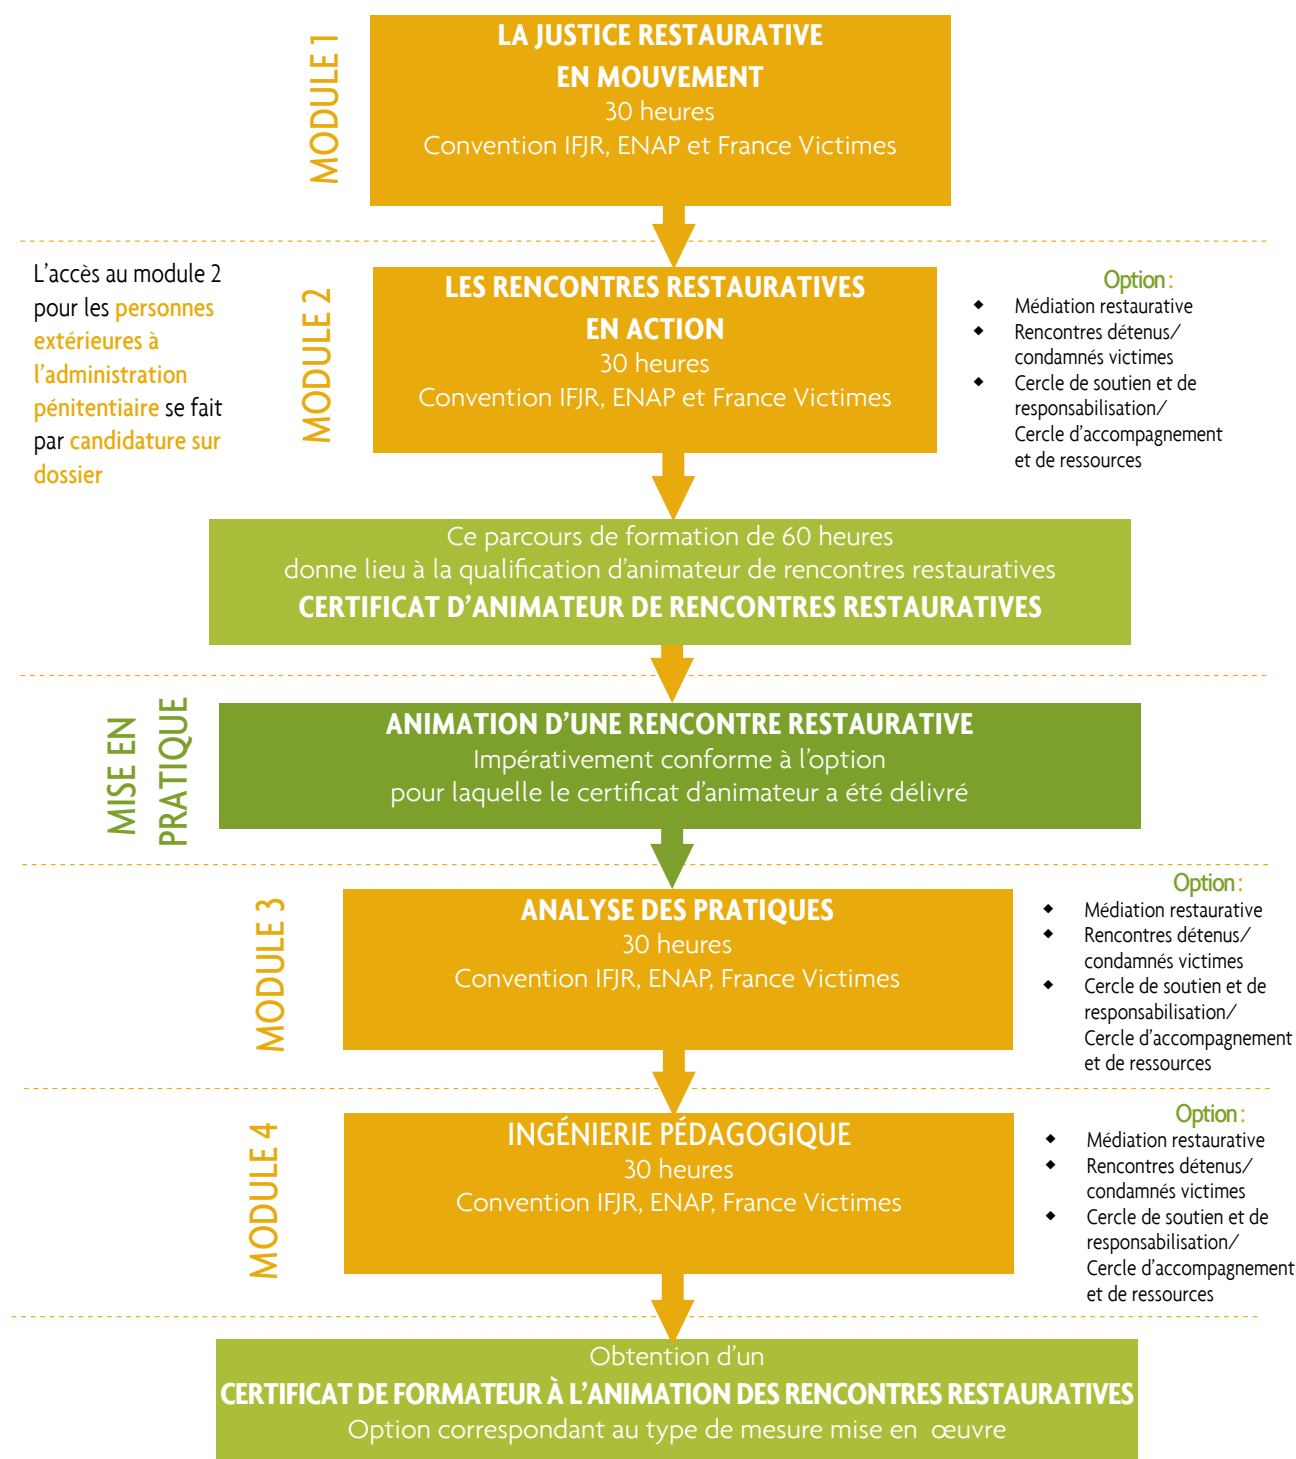 MODULE 1
LA JUSTICE RESTAURATIVE
EN MOUVEMENT
30 heures
Convention IFJR, ENAP et France Victimes
L’accès au module 2
pour les personnes
extérieures à
l’administration
pénitentiaire se fait
par candidature sur
dossier
MODULE 2
LES RENCONTRES RESTAURATIVES
EN ACTION
30 heures
Convention IFJR, ENAP et France Victimes
Option :
◆ Médiation restaurative
◆ Rencontres détenus/
condamnés victimes
◆ Cercle de soutien et de
responsabilisation/
Cercle d’accompagnement
et de ressources
Ce parcours de formation de 60 heures
donne lieu à la qualification d’animateur de rencontres restauratives
CERTIFICAT D’ANIMATEUR DE RENCONTRES RESTAURATIVES
MISE EN
PRATIQUE
ANIMATION D’UNE RENCONTRE RESTAURATIVE
Impérativement conforme à l’option
pour laquelle le certificat d’animateur a été délivré
MODULE 3
ANALYSE DES PRATIQUES
30 heures
Convention IFJR, ENAP, France Victimes
Option :
◆ Médiation restaurative
◆ Rencontres détenus/
condamnés victimes
◆ Cercle de soutien et de
responsabilisation/
Cercle d’accompagnement
et de ressources
MODULE 4
INGÉNIERIE PÉDAGOGIQUE
30 heures
Convention IFJR, ENAP, France Victimes
Option :
◆ Médiation restaurative
◆ Rencontres détenus/
condamnés victimes
◆ Cercle de soutien et de
responsabilisation/
Cercle d’accompagnement
et de ressources
Obtention d’un
CERTIFICAT DE FORMATEUR À L’ANIMATION DES RENCONTRES RESTAURATIVES
Option correspondant au type de mesure mise en œuvre